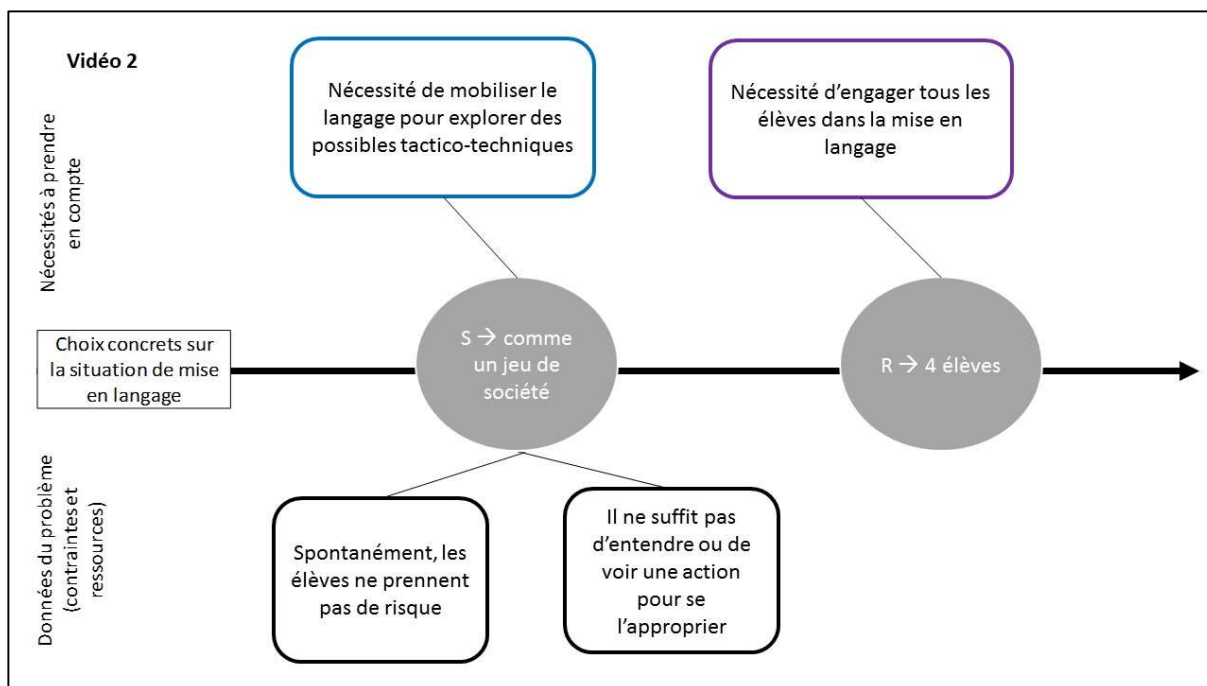 Vidéo 2
Nécessités à prendre
en compte
Nécessité de mobiliser le
langage pour explorer des
possibles tactico-techniques
Nécessité d'engager tous les
élèves dans la mise en
langage
Choix concrets sur
la situation de mise
en langage
S → comme
un jeu de
société
R → 4 élèves
Données du problème
(contraintes et
ressources)
Spontanément, les
élèves ne prennent
pas de risque
Il ne suffit pas
d'entendre ou de
voir une action
pour se
l'approprier